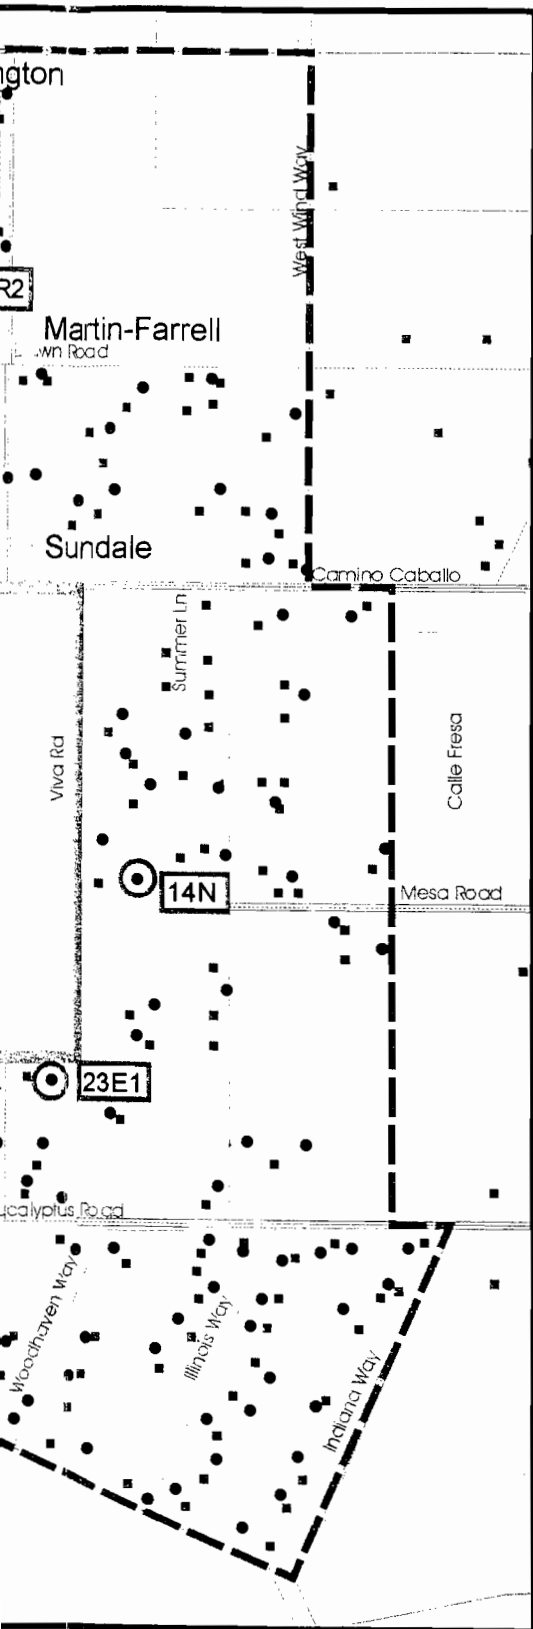 ngton
West Wind Way
R2
Martin-Farrell
wn Road
Sundale
Camino Caballo
Summer Ln
Viva Rd
Calle Fresa
14N
Mesa Road
23E1
ucalyptus Road
Woodhaven Way
Illinois Way
Indiana Way